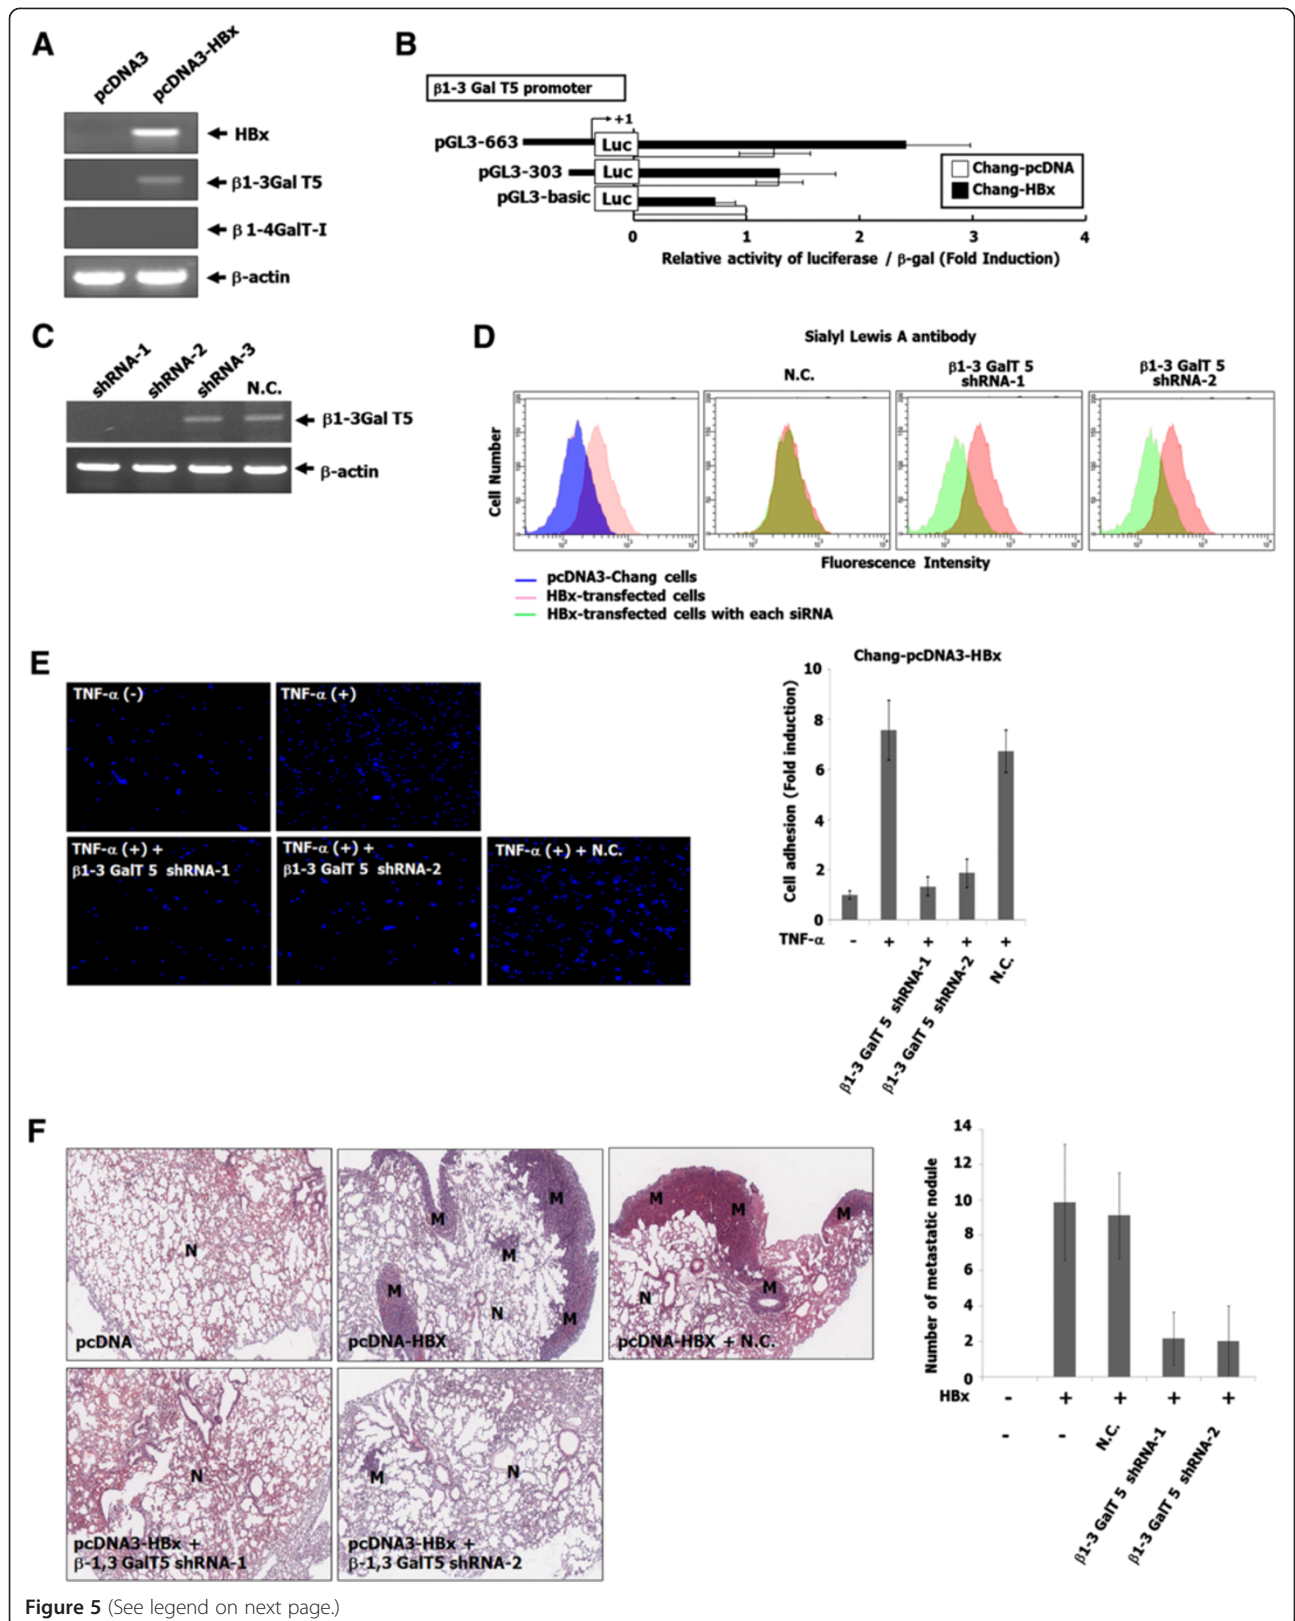 A
pcDNA3
pcDNA3-HBx
HBx
β1-3Gal T5
β 1-4GalT-I
β-actin
B
β1-3 Gal T5 promoter
+1
pGL3-663
Luc
pGL3-303
Luc
pGL3-basic
Luc
Chang-pcDNA
Chang-HBx
0 1 2 3 4
Relative activity of luciferase / β-gal (Fold Induction)
C
shRNA-1
shRNA-2
shRNA-3
N.C.
β1-3Gal T5
β-actin
D
Sialyl Lewis A antibody
N.C.
β1-3 GalT 5
shRNA-1
β1-3 GalT 5
shRNA-2
Cell Number
Fluorescence Intensity
pcDNA3-Chang cells
HBx-transfected cells
HBx-transfected cells with each siRNA
E
TNF-α (-)
TNF-α (+)
TNF-α (+) +
β1-3 GalT 5 shRNA-1
TNF-α (+) +
β1-3 GalT 5 shRNA-2
TNF-α (+) + N.C.
Chang-pcDNA3-HBx
Cell adhesion (Fold induction)
10
8
6
4
2
0
TNF-α - + + + +
β1-3 GalT 5 shRNA-1
β1-3 GalT 5 shRNA-2
N.C.
F
N
pcDNA
M
M
M
M
N
M
pcDNA-HBX
M
M
M
M
N
pcDNA-HBX + N.C.
N
pcDNA3-HBx +
β-1,3 GalT5 shRNA-1
M
N
pcDNA3-HBx +
β-1,3 GalT5 shRNA-2
Number of metastatic nodule
14
12
10
8
6
4
2
0
HBx - + + + +
- -
N.C.
β1-3 GalT 5 shRNA-1
β1-3 GalT 5 shRNA-2
Figure 5 (See legend on next page.)